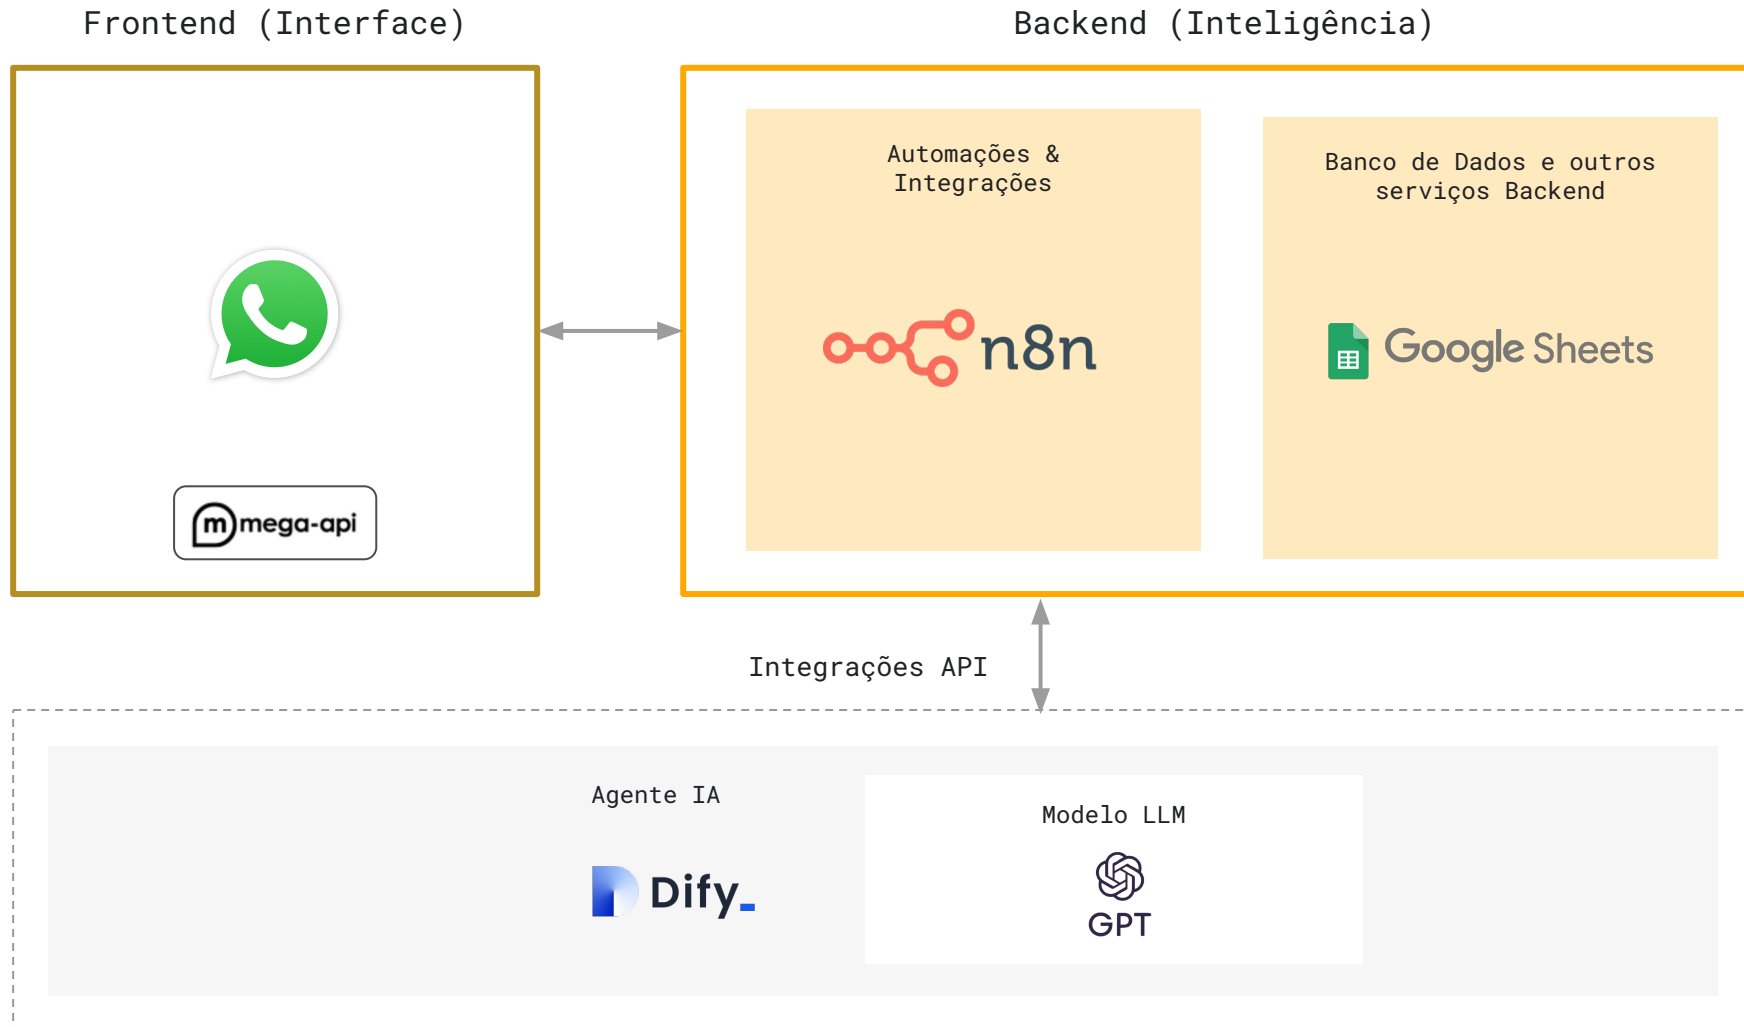 Frontend (Interface)
Backend (Inteligência)
Automações &
Integrações
n8n
Banco de Dados e outros
serviços Backend
Google Sheets
m mega-api
Integrações API
Agente IA
Dify_
Modelo LLM
GPT